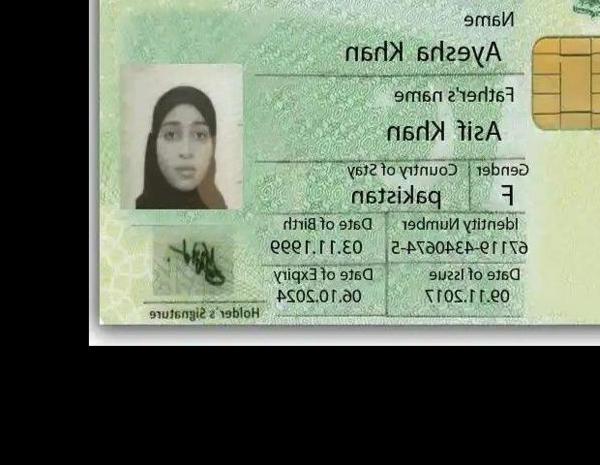 Name
Ayesha Khan
Father's name
Asif Khan
Gender Country of Stay
F pakistan
Identity Number Date of Birth
67119-4340674-5 03.11.1999
Date of Issue Date of Expiry
09.11.2017 06.10.2024
Holder's Signature